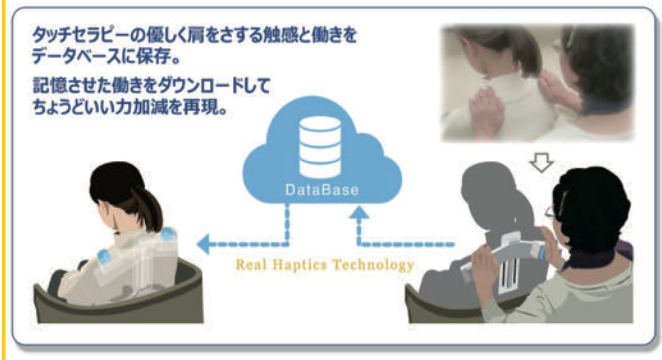 タッチセラピーの優しく肩をさする触感と働きを
データベースに保存。
記憶させた働きをダウンロードして
ちょうどいい力加減を再現。
DataBase
Real Haptics Technology